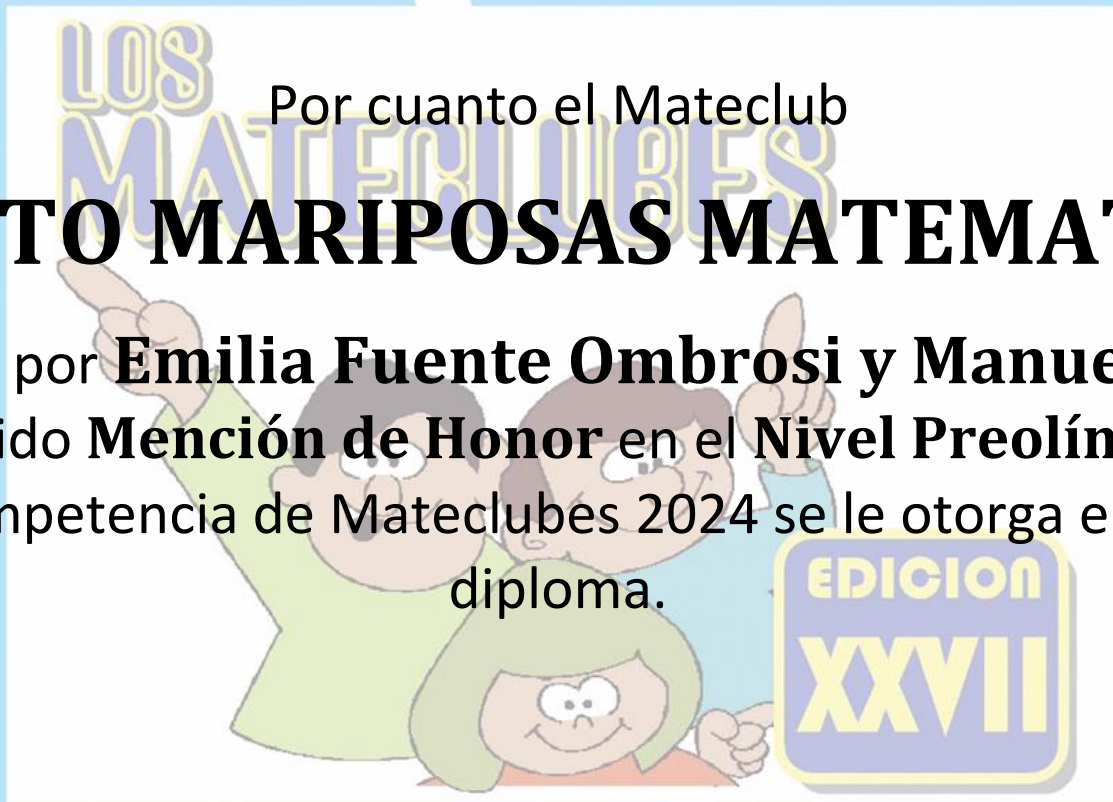 LOS
MATECLUBES
Por cuanto el Mateclub
TO MARIPOSAS MATEMAT
por Emilia Fuente Ombrosi y Manue
ido Mención de Honor en el Nivel Preolím
mpetencia de Mateclubes 2024 se le otorga e
diploma.
EDICION
XXVII